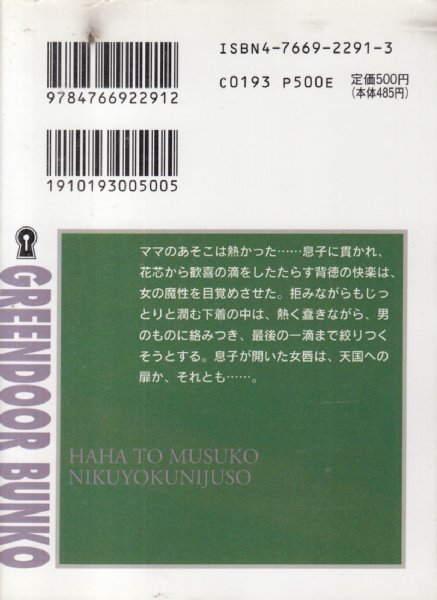 ISBN4-7669-2291-3
9784766922912
C0193 P500E
定価500円
(本体485円)
1910193005005
GREENDOOR BUNKO
ママのあそこは熱かった……息子に貫かれ、
花芯から歓喜の滴をしたたらす背徳の快楽は、
女の魔性を目覚めさせた。拒みながらもじっ
とりと潤む下着の中は、熱く蠢きながら、男
のものに絡みつき、最後の一滴まで絞りつく
そうとする。息子が開いた女唇は、天国への
扉か、それとも……。
HAHA TO MUSUKO
NIKUYOKUNIJUSO